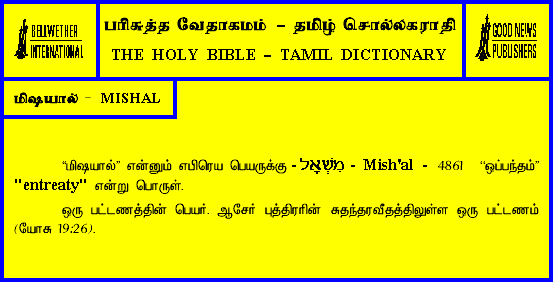 BELLWETHER
INTERNATIONAL
பரிசுத்த வேதாகமம் – தமிழ் சொல்லகராதி
THE HOLY BIBLE – TAMIL DICTIONARY
GOOD NEWS
PUBLISHERS
மிஷயால் – MISHAL
“மிஷயால்” என்னும் எபிரெய பெயருக்கு - מִשְׁאָל - Mish'al - 4861 “ஒப்பந்தம்”
"entreaty" என்று பொருள்.
ஒரு பட்டணத்தின் பெயர். ஆசேர் புத்திரரின் சுதந்தரவீதத்திலுள்ள ஒரு பட்டணம்
(யோசு 19:26).